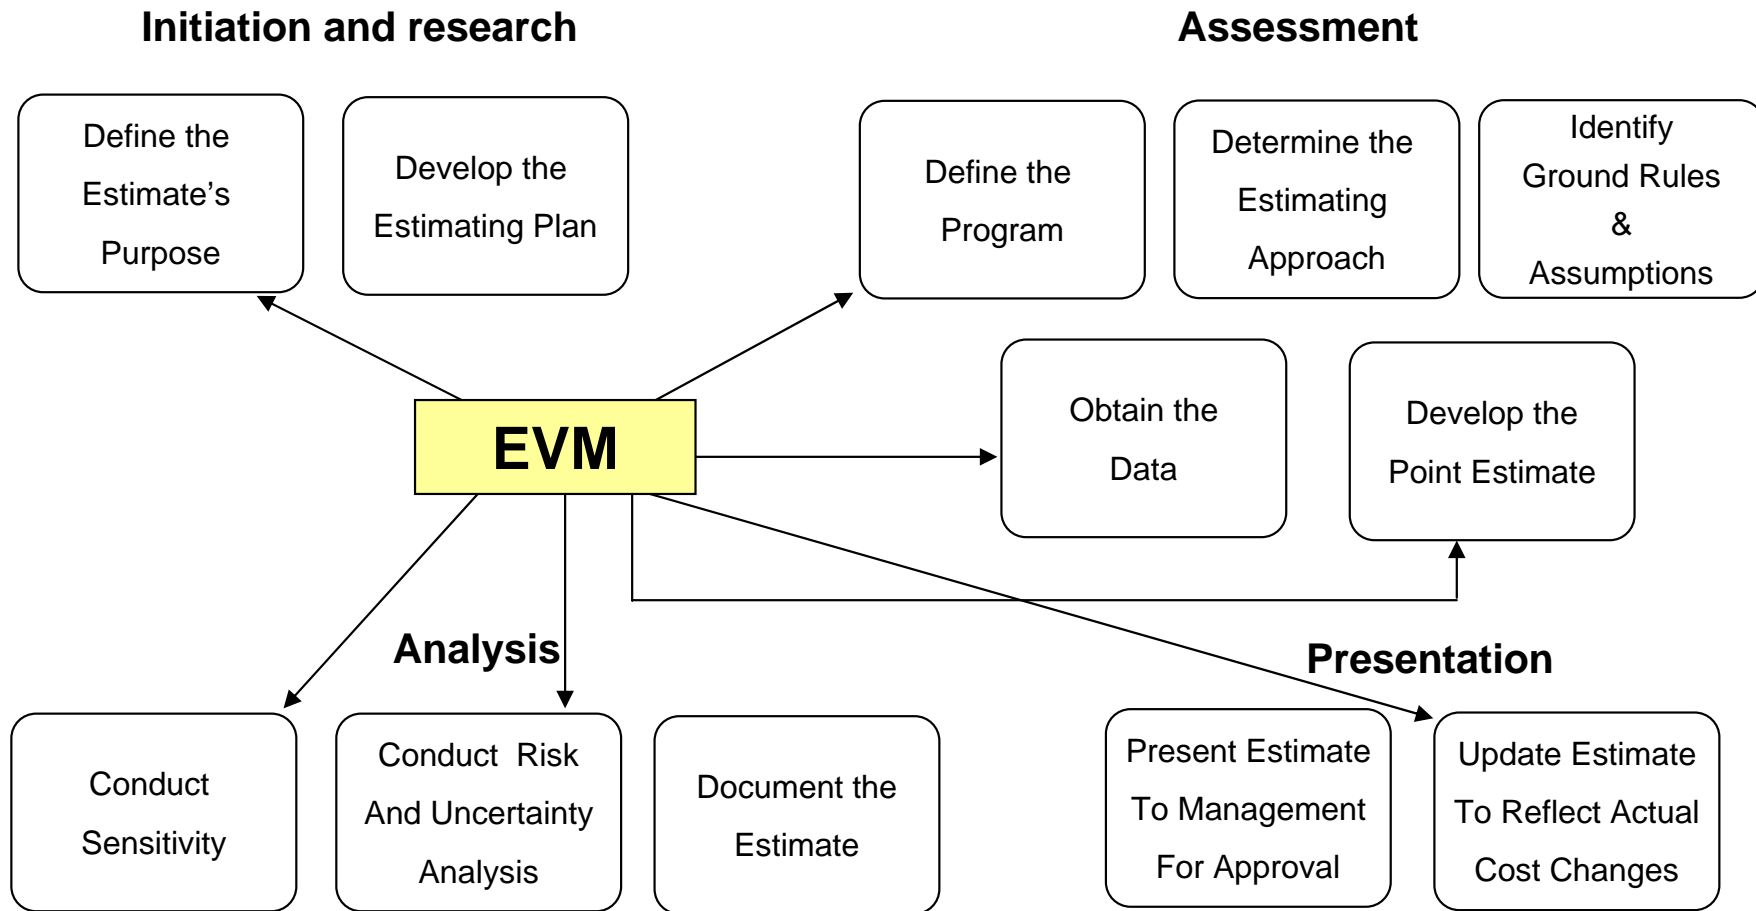 Initiation and research
Assessment
Define the
Estimate’s
Purpose
Develop the
Estimating Plan
Define the
Program
Determine the
Estimating
Approach
Identify
Ground Rules
&
Assumptions
EVM
Obtain the
Data
Develop the
Point Estimate
Analysis
Presentation
Conduct
Sensitivity
Conduct Risk
And Uncertainty
Analysis
Document the
Estimate
Present Estimate
To Management
For Approval
Update Estimate
To Reflect Actual
Cost Changes